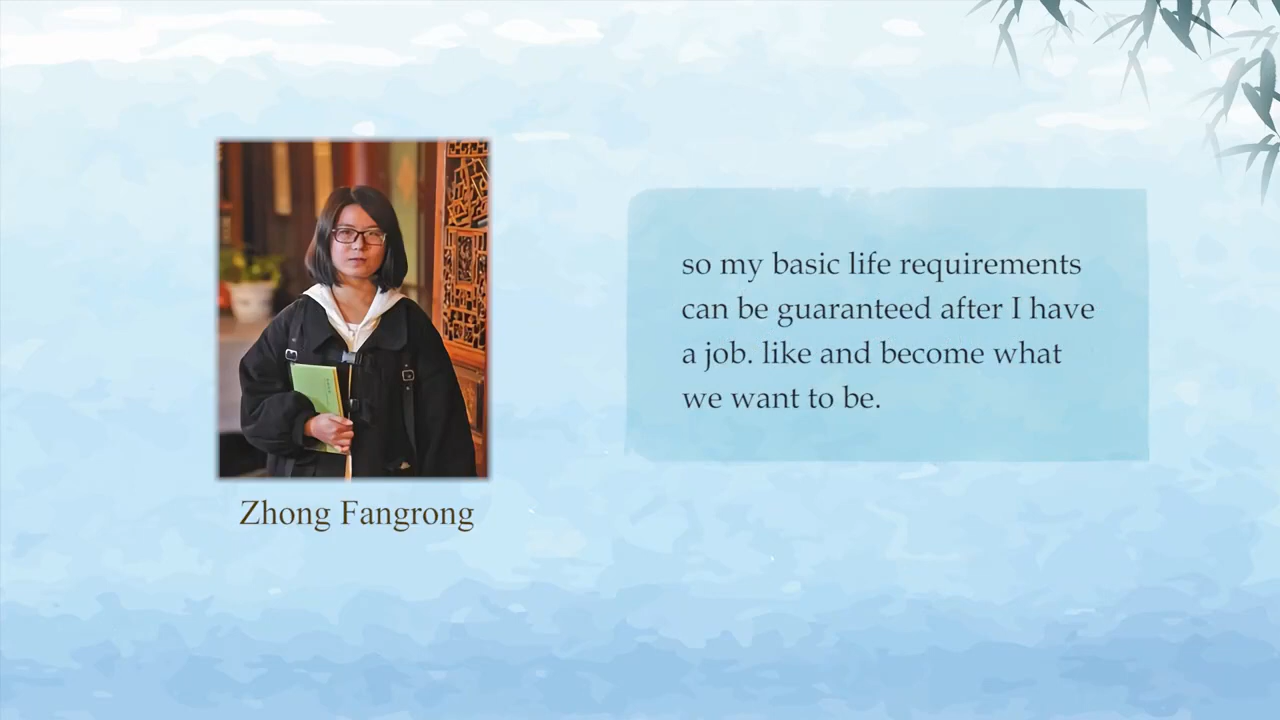 so my basic life requirements
can be guaranteed after I have
a job. like and become what
we want to be.
Zhong Fangrong